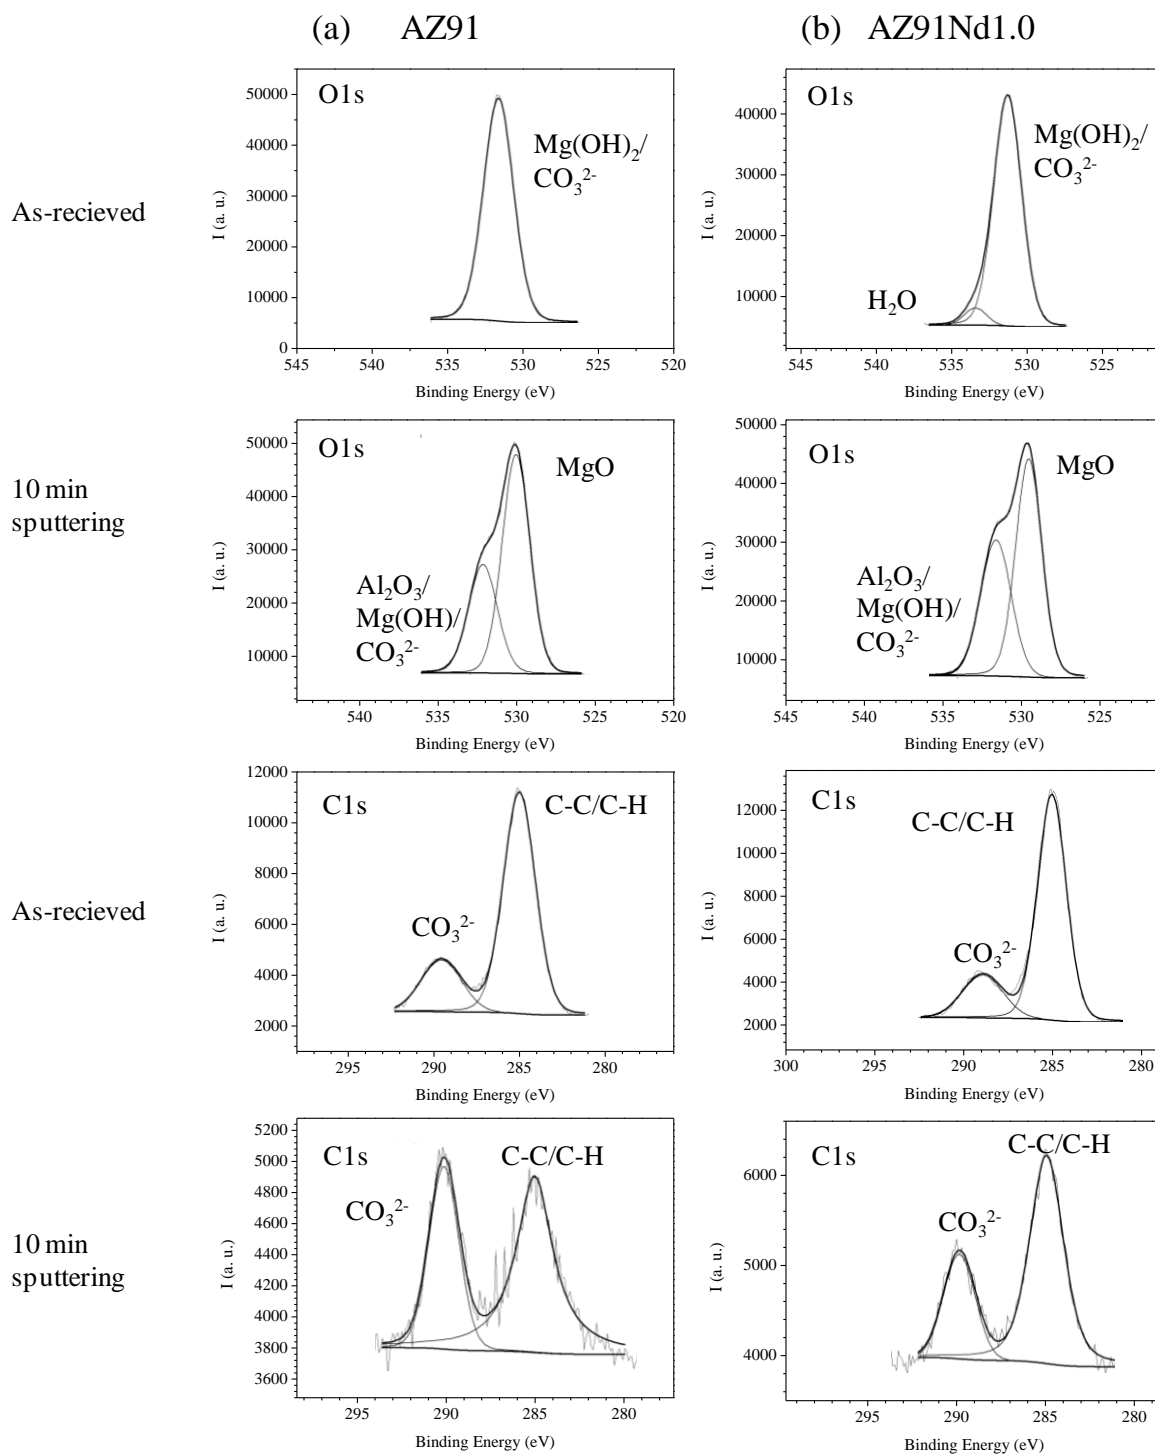 (a) AZ91
(b) AZ91Nd1.0
As-recieved
O1s
Mg(OH)₂/
CO₃²⁻
I (a. u.)
50000
40000
30000
20000
10000
0
545 540 535 530 525 520
Binding Energy (eV)
O1s
Mg(OH)₂/
CO₃²⁻
H₂O
I (a. u.)
40000
30000
20000
10000
545 540 535 530 525
Binding Energy (eV)
10 min
sputtering
O1s
MgO
Al₂O₃/
Mg(OH)/
CO₃²⁻
I (a. u.)
50000
40000
30000
20000
10000
540 535 530 525 520
Binding Energy (eV)
O1s
MgO
Al₂O₃/
Mg(OH)/
CO₃²⁻
I (a. u.)
50000
40000
30000
20000
10000
545 540 535 530 525
Binding Energy (eV)
As-recieved
C1s
C-C/C-H
CO₃²⁻
I (a. u.)
12000
10000
8000
6000
4000
2000
295 290 285 280
Binding Energy (eV)
C1s
C-C/C-H
CO₃²⁻
I (a. u.)
12000
10000
8000
6000
4000
2000
300 295 290 285 280
Binding Energy (eV)
10 min
sputtering
C1s
C-C/C-H
CO₃²⁻
I (a. u.)
5200
5000
4800
4600
4400
4200
4000
3800
3600
295 290 285 280
Binding Energy (eV)
C1s
C-C/C-H
CO₃²⁻
I (a. u.)
6000
5000
4000
295 290 285 280
Binding Energy (eV)